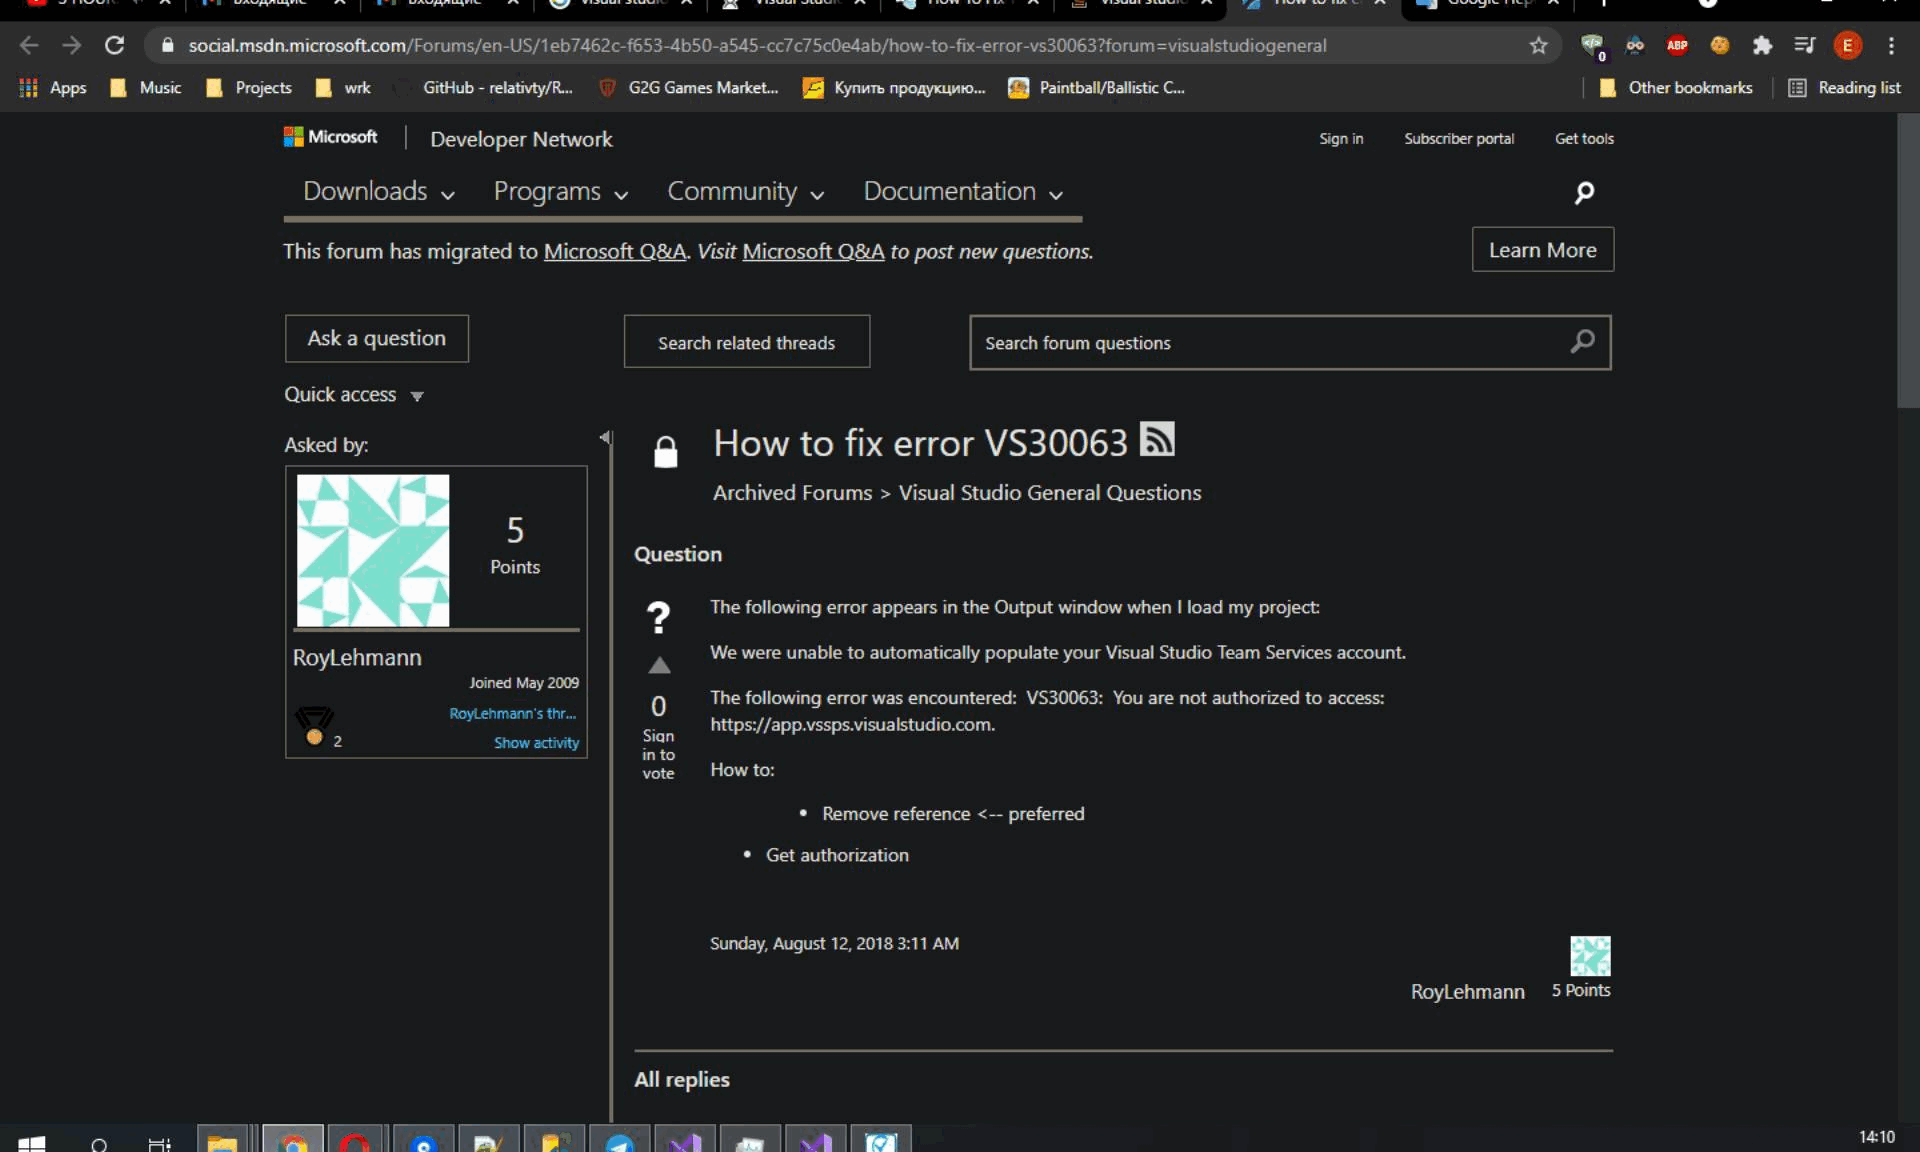 social.msdn.microsoft.com/Forums/en-US/1eb7462c-f653-4b50-a545-cc7c75c0e4ab/how-to-fix-error-vs30063?forum=visualstudiogeneral
0
ABP
E
Apps
Music
Projects
wrk
GitHub - relativty/R...
G2G Games Market...
Купить продукцию...
Paintball/Ballistic C...
Other bookmarks
Reading list
Microsoft
Developer Network
Sign in
Subscriber portal
Get tools
Downloads
Programs
Community
Documentation
This forum has migrated to Microsoft Q&A. Visit Microsoft Q&A to post new questions.
Learn More
Ask a question
Search related threads
Search forum questions
Quick access
Asked by:
5
Points
RoyLehmann
Joined May 2009
2
RoyLehmann's thr...
Show activity
How to fix error VS30063
Archived Forums > Visual Studio General Questions
Question
0
Sign
in to
vote
The following error appears in the Output window when I load my project:
We were unable to automatically populate your Visual Studio Team Services account.
The following error was encountered: VS30063: You are not authorized to access:
https://app.vssps.visualstudio.com.
How to:
• Remove reference <-- preferred
• Get authorization
Sunday, August 12, 2018 3:11 AM
RoyLehmann
5 Points
All replies
14:10